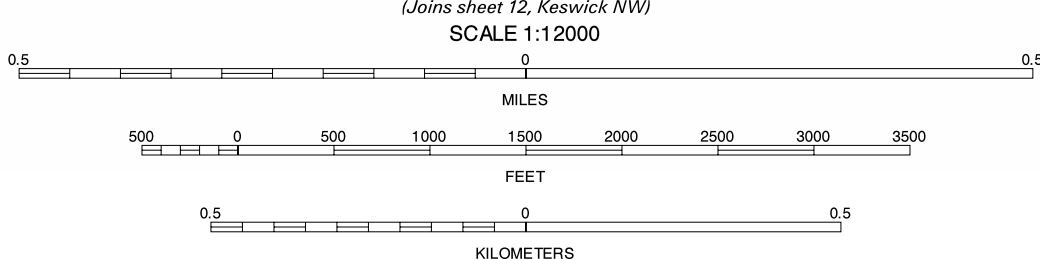 (Joins sheet 12, Keswick NW)
SCALE 1:12000
0.5 0 0.5
MILES
500 0 500 1000 1500 2000 2500 3000 3500
FEET
0.5 0 0.5
KILOMETERS